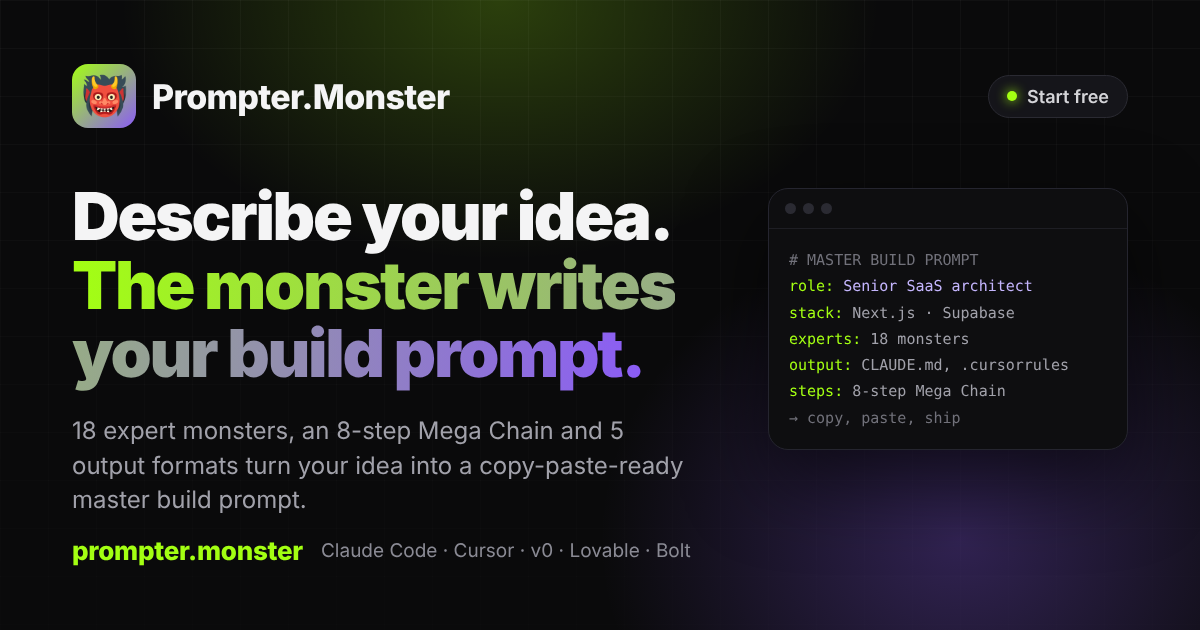 Prompter.Monster
Start free
Describe your idea.
The monster writes
your build prompt.
18 expert monsters, an 8-step Mega Chain and 5
output formats turn your idea into a copy-paste-ready
master build prompt.
prompter.monster Claude Code · Cursor · v0 · Lovable · Bolt
# MASTER BUILD PROMPT
role: Senior SaaS architect
stack: Next.js · Supabase
experts: 18 monsters
output: CLAUDE.md, .cursorrules
steps: 8-step Mega Chain
→ copy, paste, ship